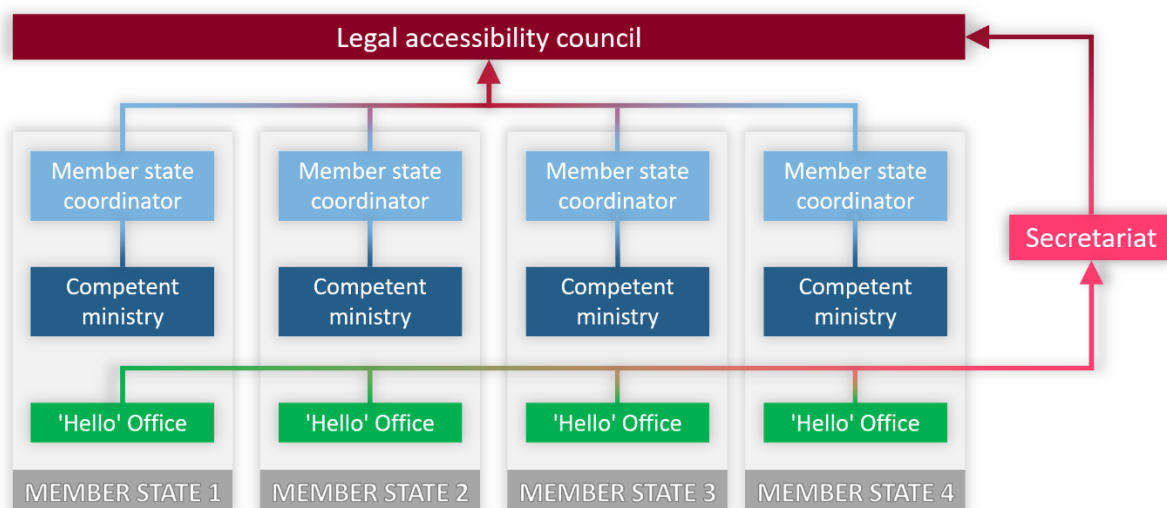 Legal accessibility council
Member state
coordinator
Member state
coordinator
Member state
coordinator
Member state
coordinator
Secretariat
Competent
ministry
Competent
ministry
Competent
ministry
Competent
ministry
'Hello' Office
'Hello' Office
'Hello' Office
'Hello' Office
MEMBER STATE 1
MEMBER STATE 2
MEMBER STATE 3
MEMBER STATE 4